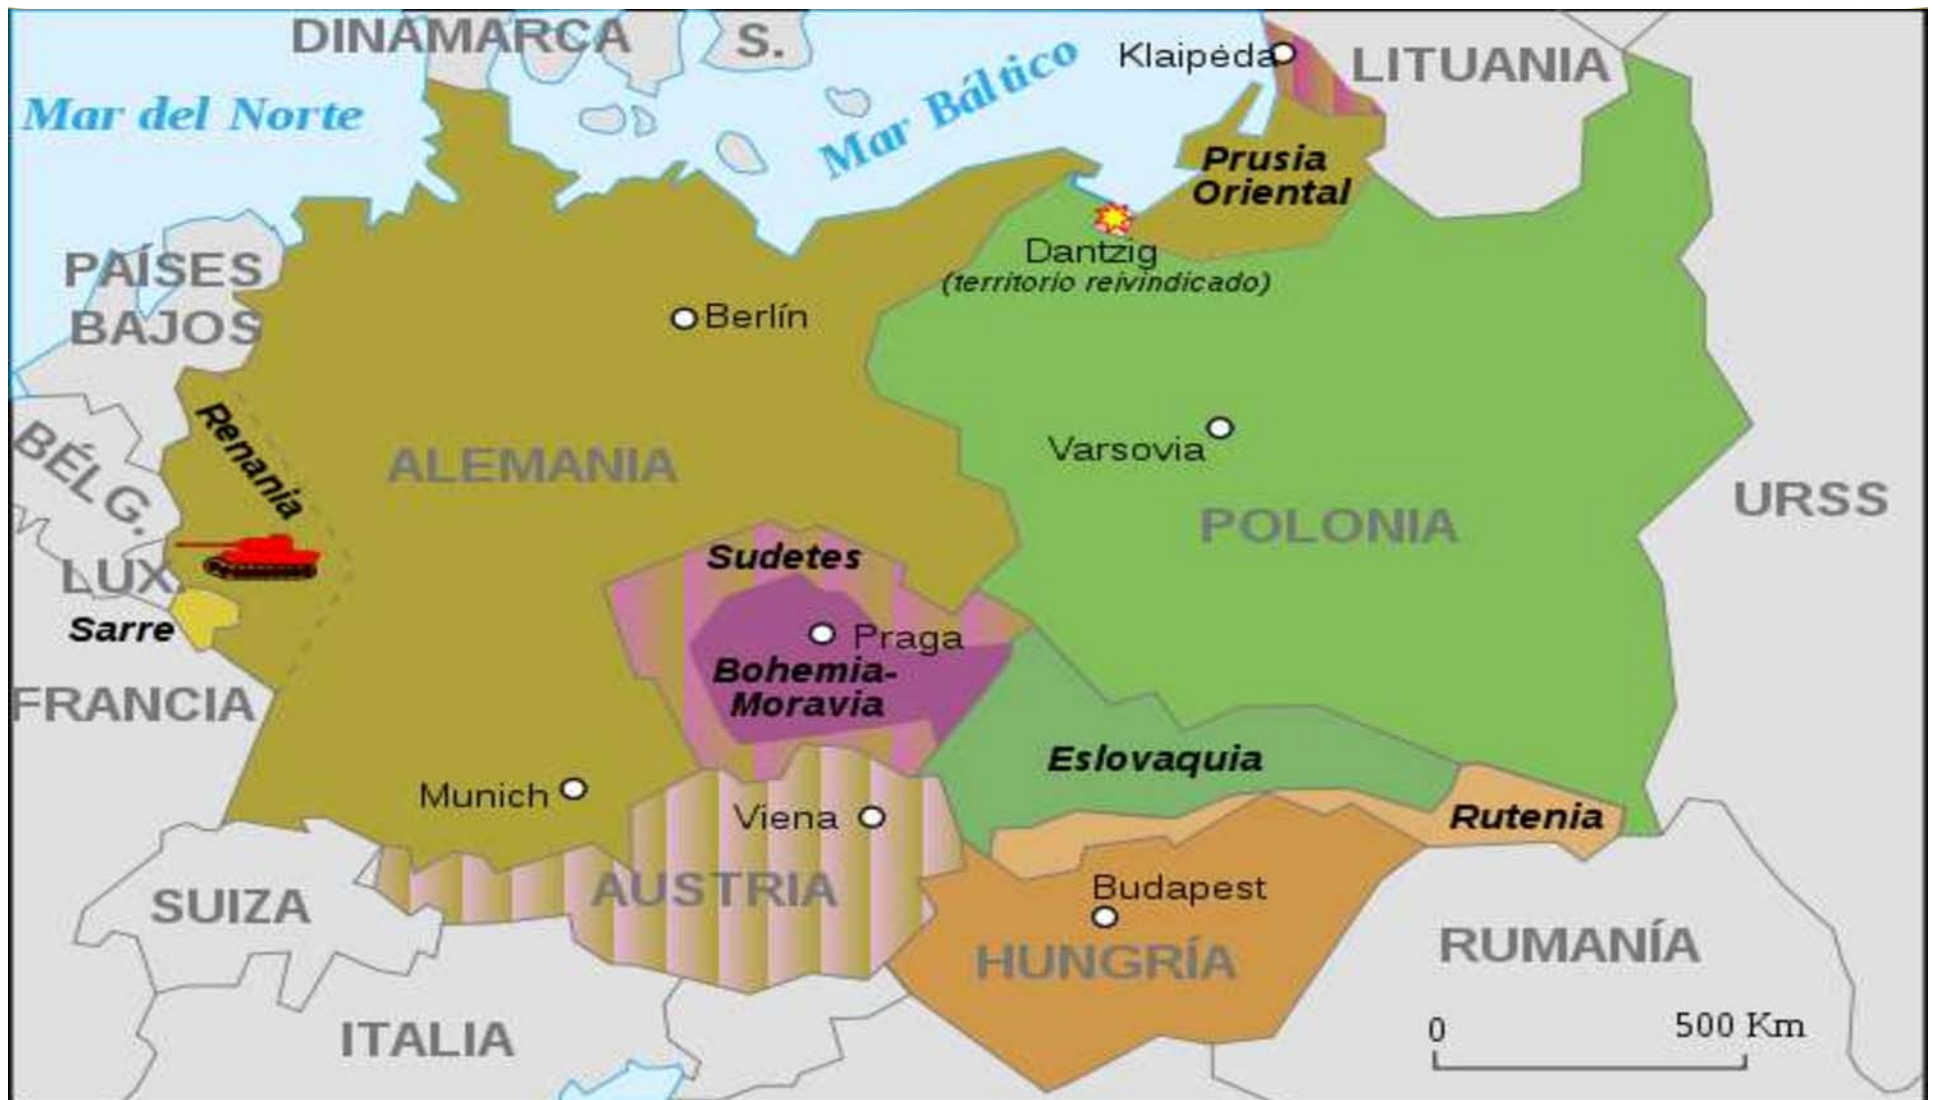 DINAMARCA
S.
Klaipéda
LITUANIA
Mar del Norte
Mar Báltico
Prusia
Oriental
PAÍSES
BAJOS
Dantzig
(territorio reivindicado)
Berlín
Renania
BÉLG.
ALEMANIA
Varsovia
POLONIA
URSS
LUX.
Sudetes
Sarre
Praga
Bohemia-
Moravia
FRANCIA
Eslovaquia
Munich
Viena
Rutenia
SUIZA
AUSTRIA
Budapest
HUNGRÍA
RUMANÍA
ITALIA
0
500 Km